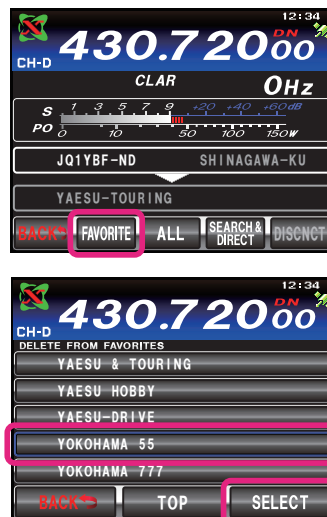 12:34
DN
CH-D
430.72000
CLAR
0Hz
S 1 3 5 7 9 +20 +40 +60dB
PO 0 10 50 100 150W
JQ1YBF-ND SHINAGAWA-KU
YAESU-TOURING
BACK FAVORITE ALL SEARCH & DIRECT DISCNCT
12:34
DN
CH-D
430.72000
DELETE FROM FAVORITES
YAESU & TOURING
YAESU HOBBY
YAESU-DRIVE
YOKOHAMA 55
YOKOHAMA 777
BACK TOP SELECT